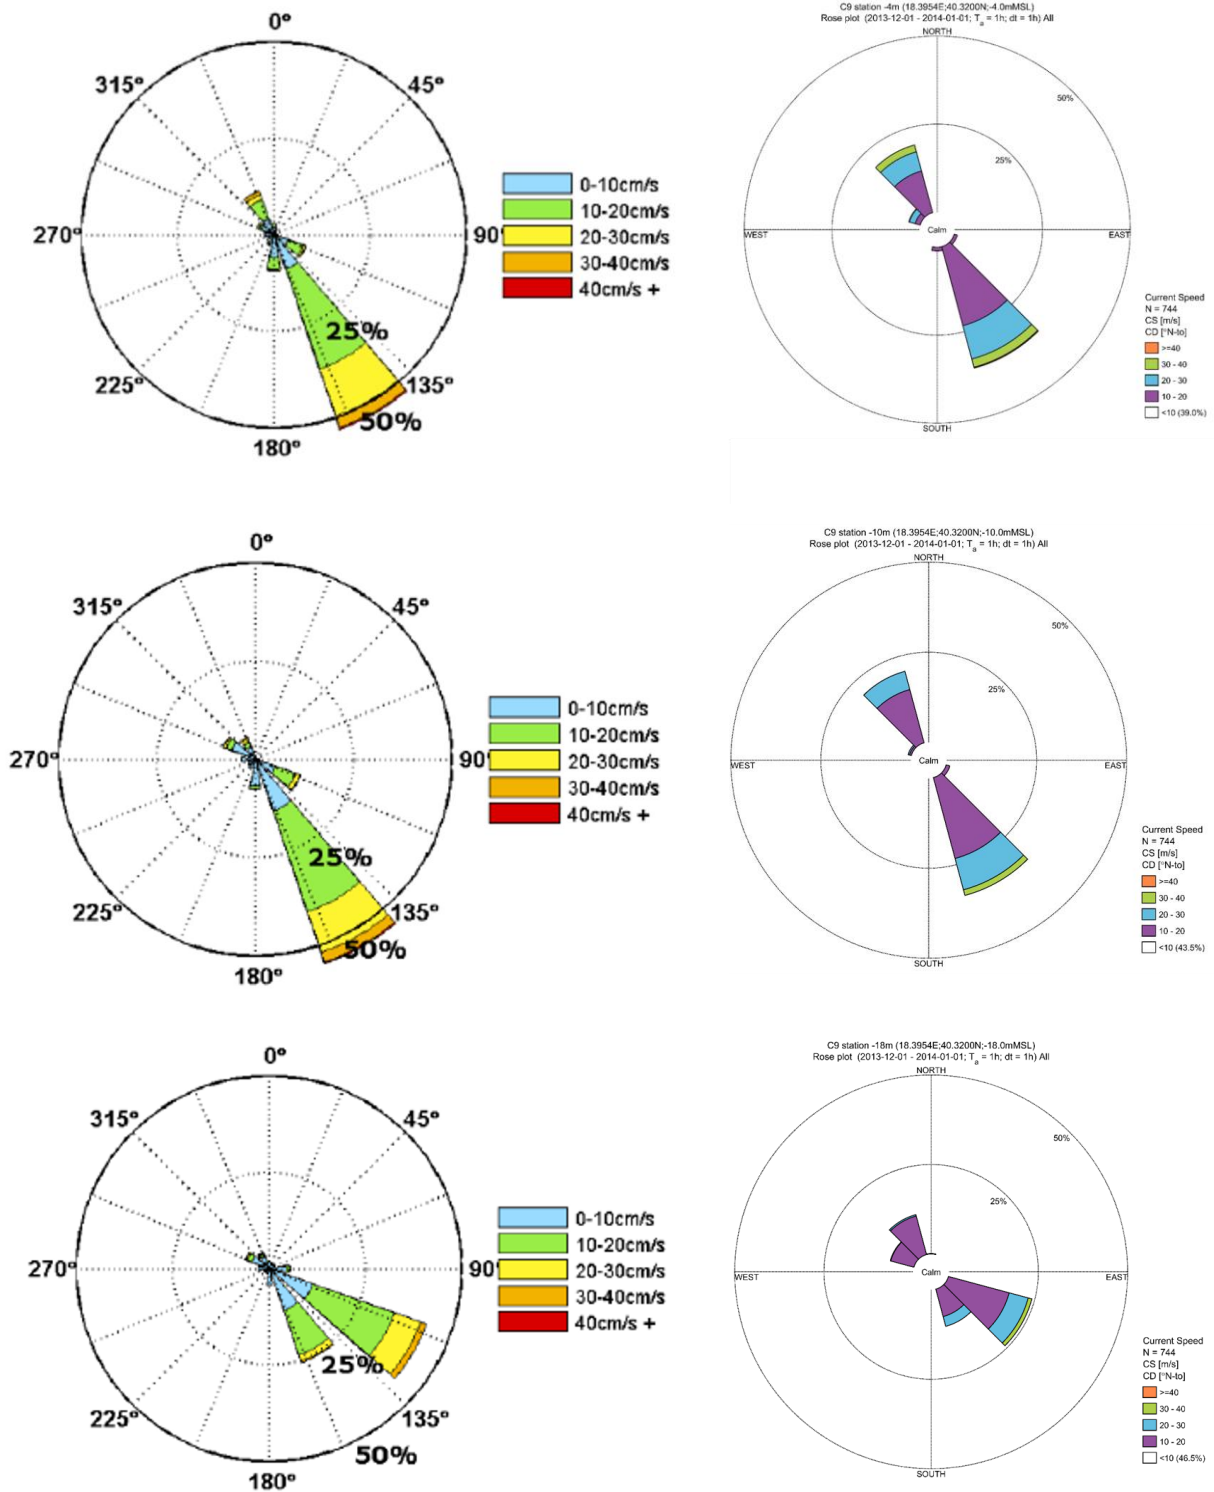 0°
45°
90°
135°
180°
225°
270°
315°
25%
50%
0-10cm/s
10-20cm/s
20-30cm/s
30-40cm/s
40cm/s +
C9 station -4m (18.3954E;40.3200N;-4.0mMSL)
Rose plot (2013-12-01 - 2014-01-01; Ta = 1h; dt = 1h) All
NORTH
50%
25%
WEST
Calm
EAST
SOUTH
Current Speed
N = 744
CS [m/s]
CD [°N-to]
>=40
30 - 40
20 - 30
10 - 20
<10 (39.0%)
0°
45°
90°
135°
180°
225°
270°
315°
25%
50%
0-10cm/s
10-20cm/s
20-30cm/s
30-40cm/s
40cm/s +
C9 station -10m (18.3954E;40.3200N;-10.0mMSL)
Rose plot (2013-12-01 - 2014-01-01; Ta = 1h; dt = 1h) All
NORTH
50%
25%
WEST
Calm
EAST
SOUTH
Current Speed
N = 744
CS [m/s]
CD [°N-to]
>=40
30 - 40
20 - 30
10 - 20
<10 (43.5%)
0°
45°
90
135°
180°
225°
270°
315°
25%
50%
0-10cm/s
10-20cm/s
20-30cm/s
30-40cm/s
40cm/s +
C9 station -18m (18.3954E;40.3200N;-18.0mMSL)
Rose plot (2013-12-01 - 2014-01-01; Ta = 1h; dt = 1h) All
NORTH
50%
25%
WEST
Calm
EAST
SOUTH
Current Speed
N = 744
CS [m/s]
CD [°N-to]
>=40
30 - 40
20 - 30
10 - 20
<10 (46.5%)